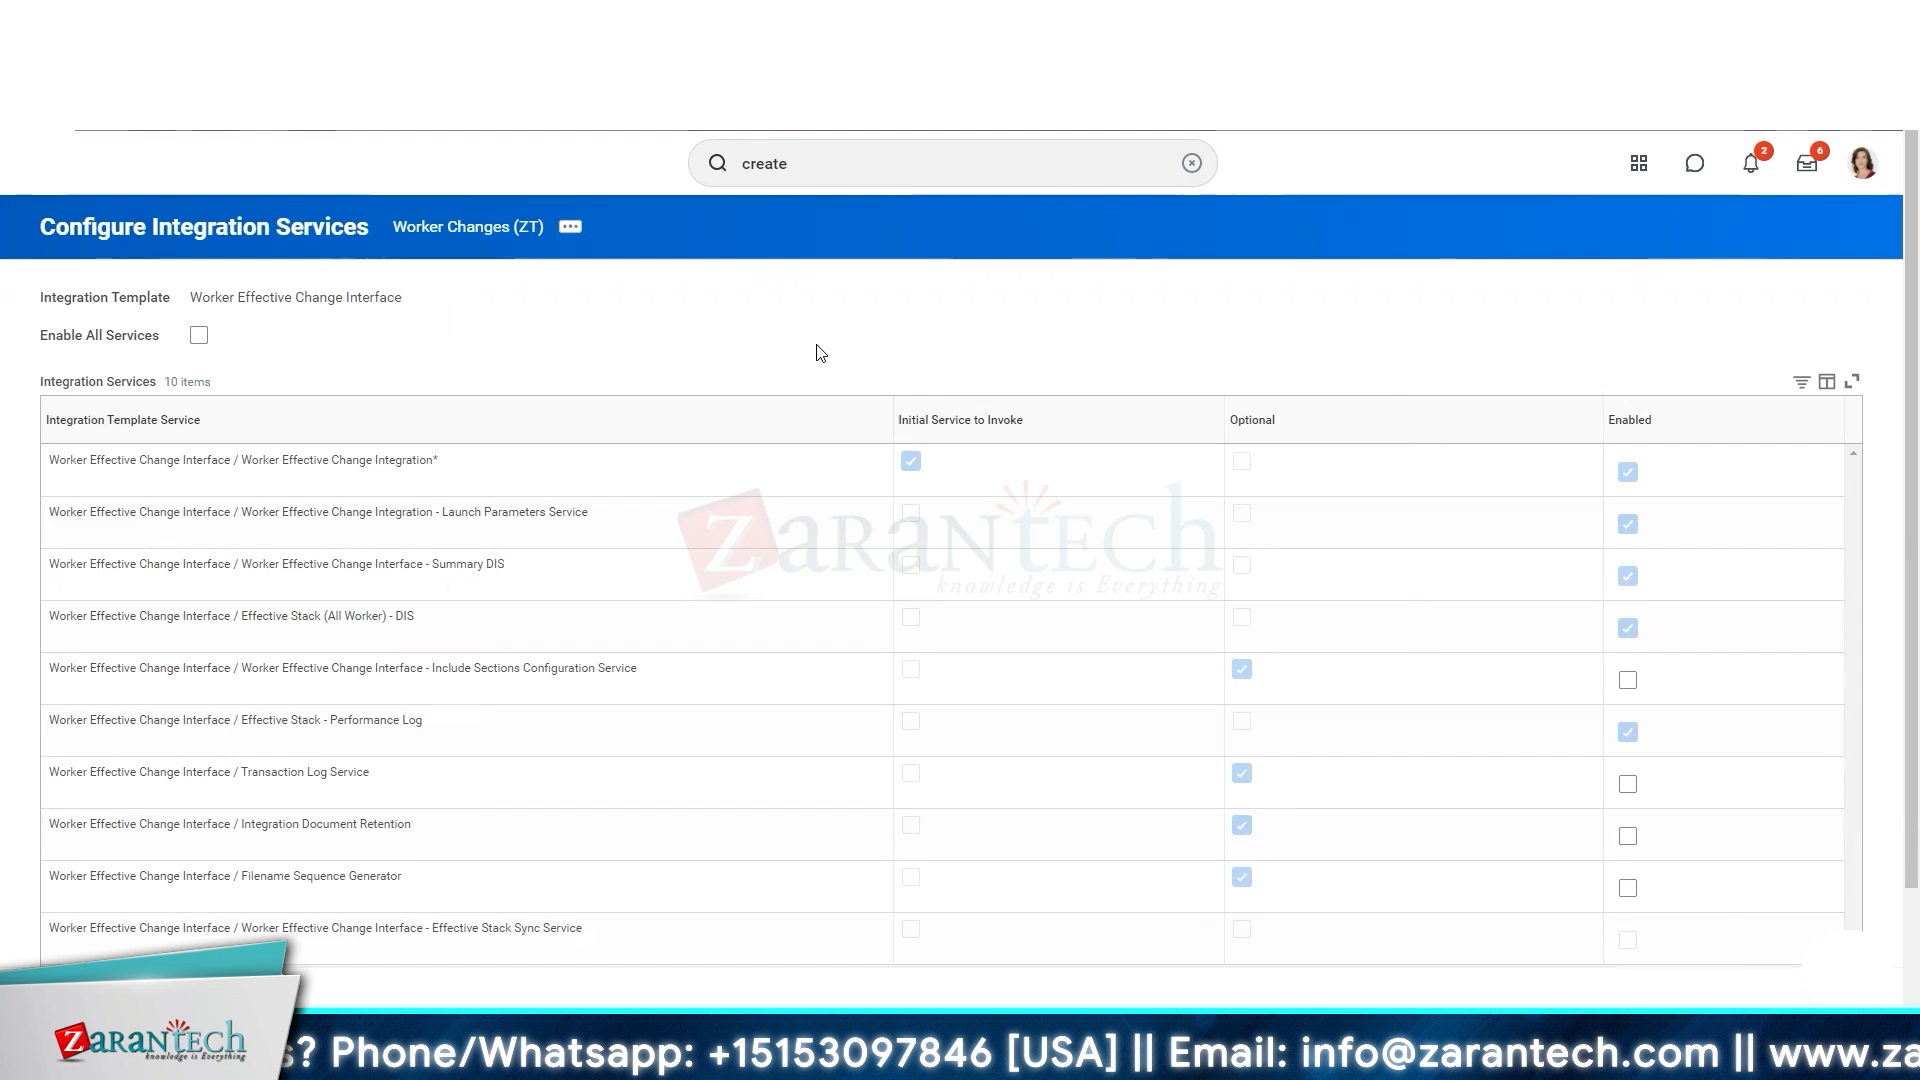 create
2
6
Configure Integration Services Worker Changes (ZT)
Integration Template Worker Effective Change Interface
Enable All Services
Integration Services 10 items
Integration Template Service Initial Service to Invoke Optional Enabled
Worker Effective Change Interface / Worker Effective Change Integration*
Worker Effective Change Interface / Worker Effective Change Integration - Launch Parameters Service
Worker Effective Change Interface / Worker Effective Change Interface - Summary DIS
Worker Effective Change Interface / Effective Stack (All Worker) - DIS
Worker Effective Change Interface / Worker Effective Change Interface - Include Sections Configuration Service
Worker Effective Change Interface / Effective Stack - Performance Log
Worker Effective Change Interface / Transaction Log Service
Worker Effective Change Interface / Integration Document Retention
Worker Effective Change Interface / Filename Sequence Generator
Worker Effective Change Interface / Worker Effective Change Interface - Effective Stack Sync Service
ZaranTech
knowledge is Everything
ZaranTech
knowledge is Everything
s? Phone/Whatsapp: +15153097846 [USA] || Email: info@zarantech.com || www.za